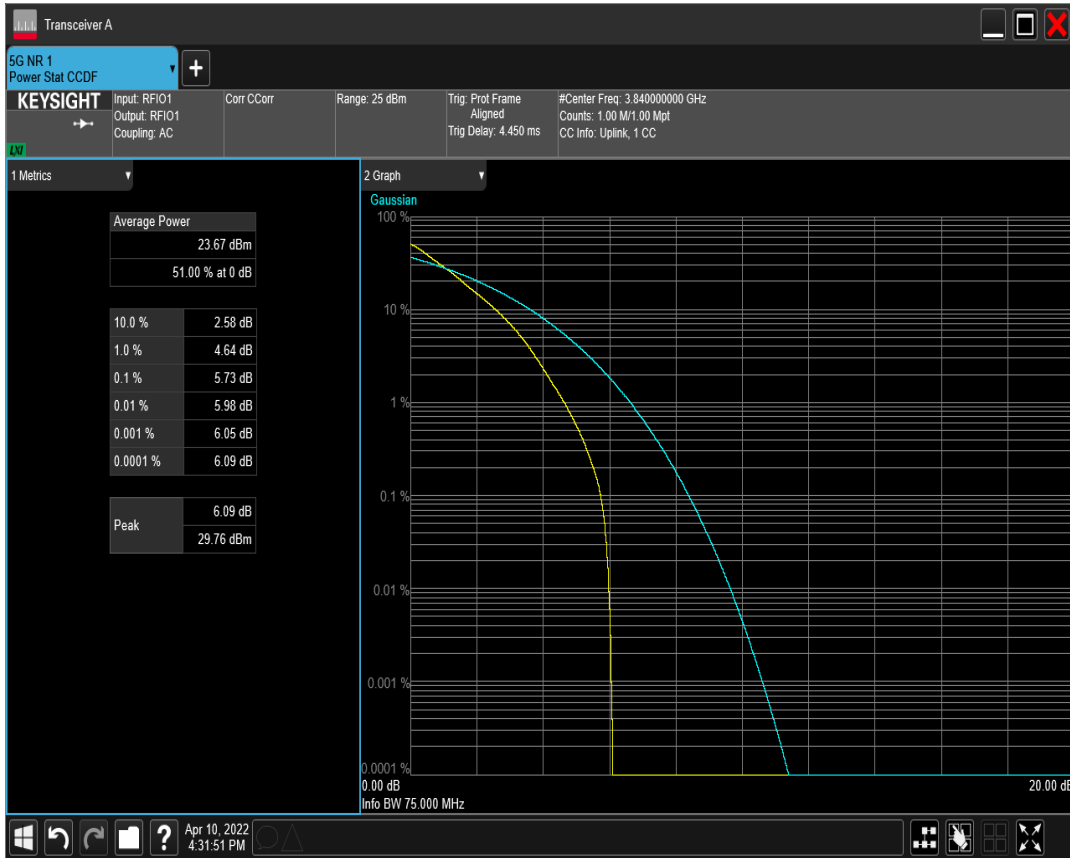 Transceiver A
5G NR 1
Power Stat CCDF
+
KEYSIGHT
LXI
Input: RFIO1
Output: RFIO1
Coupling: AC
Corr CCorr
Range: 25 dBm
Trig: Prot Frame
Aligned
Trig Delay: 4.450 ms
#Center Freq: 3.840000000 GHz
Counts: 1.00 M/1.00 Mpt
CC Info: Uplink, 1 CC
1 Metrics
Average Power
23.67 dBm
51.00 % at 0 dB
10.0 % 2.58 dB
1.0 % 4.64 dB
0.1 % 5.73 dB
0.01 % 5.98 dB
0.001 % 6.05 dB
0.0001 % 6.09 dB
Peak
6.09 dB
29.76 dBm
2 Graph
Gaussian
100 %
10 %
1 %
0.1 %
0.01 %
0.001 %
0.0001 %
0.00 dB
20.00 dB
Info BW 75.000 MHz
?
Apr 10, 2022
4:31:51 PM